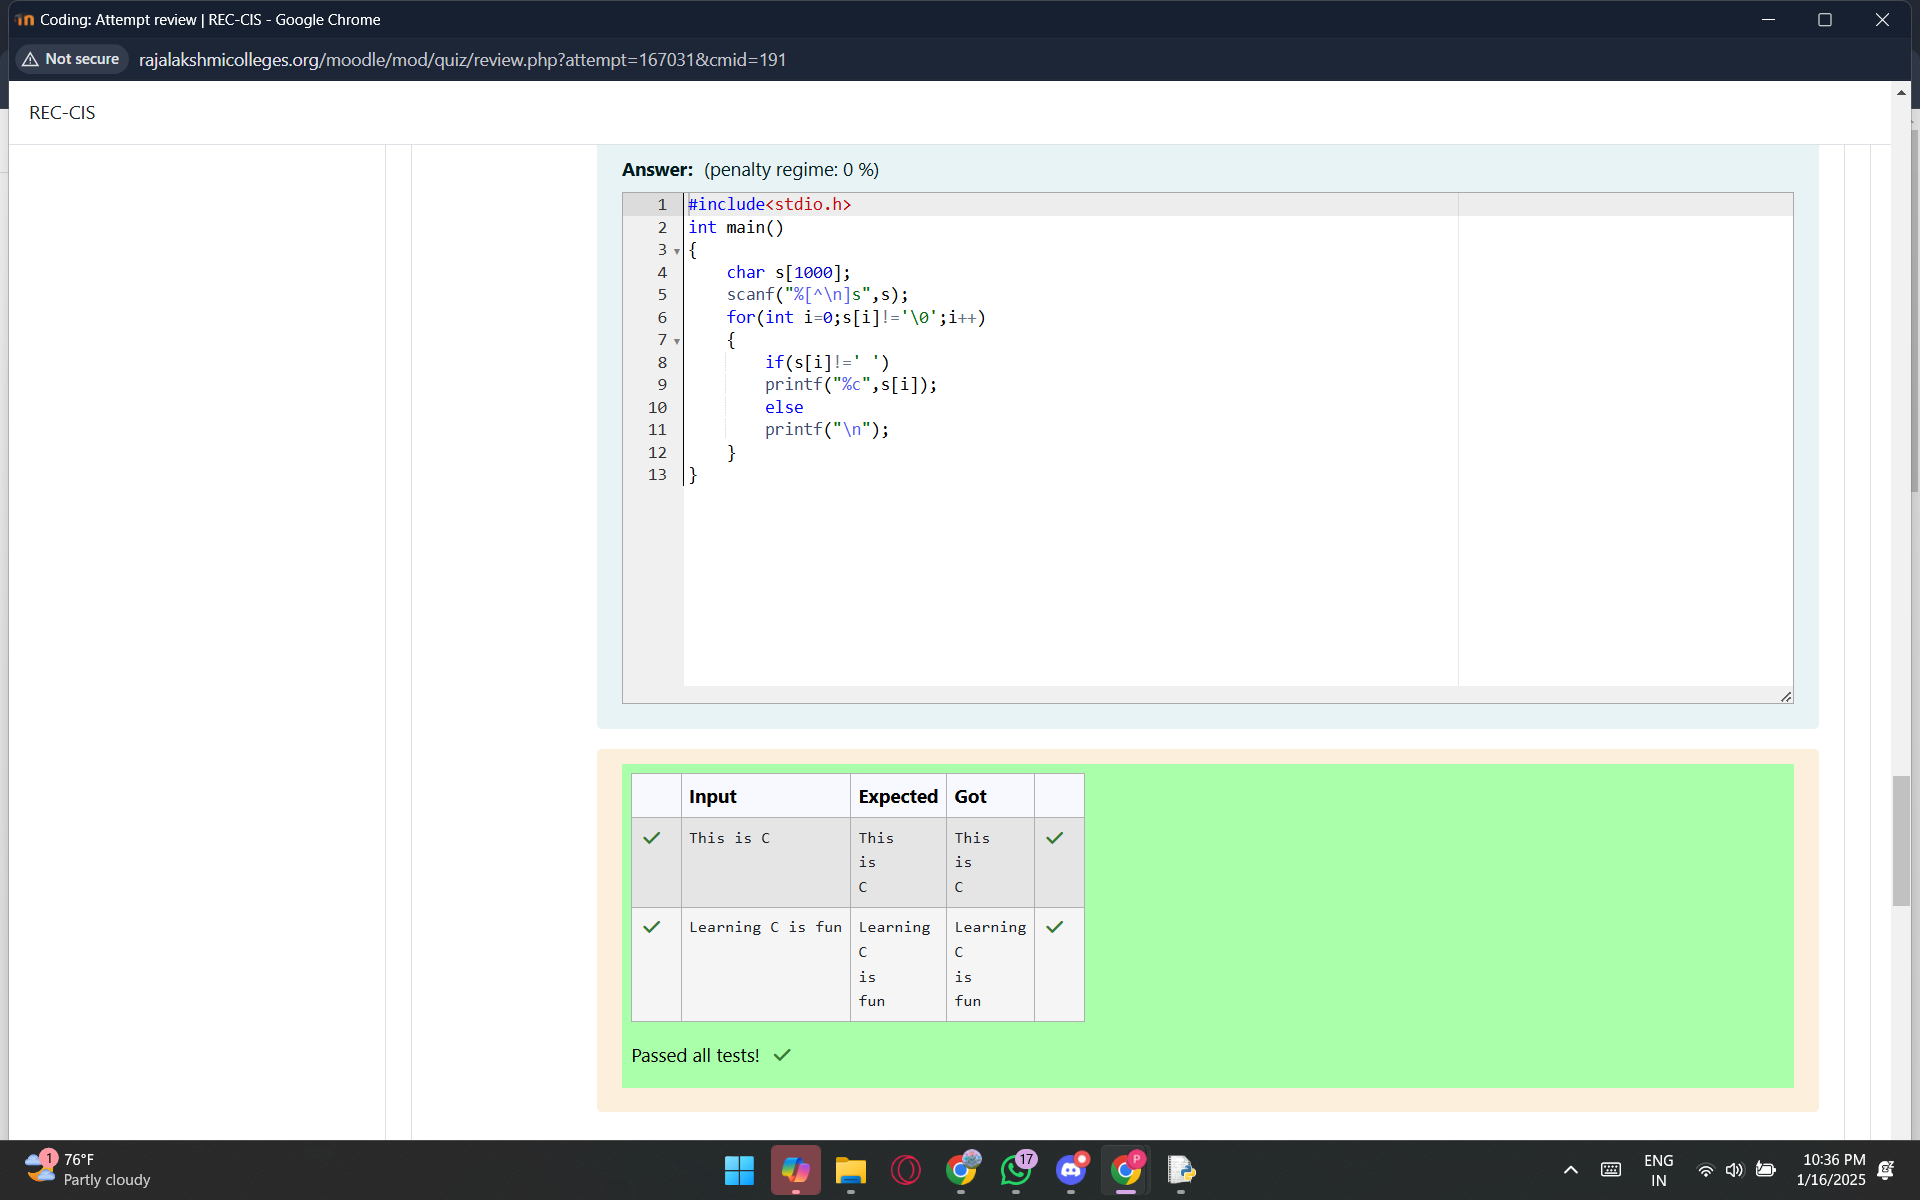 Coding: Attempt review | REC-CIS - Google Chrome
Not secure rajalakshmicolleges.org/moodle/mod/quiz/review.php?attempt=167031&cmid=191
REC-CIS
Answer: (penalty regime: 0 %)
1 #include<stdio.h>
2 int main()
3 {
4 char s[1000];
5 scanf("%[^\n]s",s);
6 for(int i=0;s[i]!='\0';i++)
7 {
8 if(s[i]!=' ')
9 printf("%c",s[i]);
10 else
11 printf("\n");
12 }
13 }
Input Expected Got
This is C This This
is is
C C
Learning C is fun Learning Learning
C C
is is
fun fun
Passed all tests!
1 76°F
Partly cloudy
17
P
ENG
IN
10:36 PM
1/16/2025